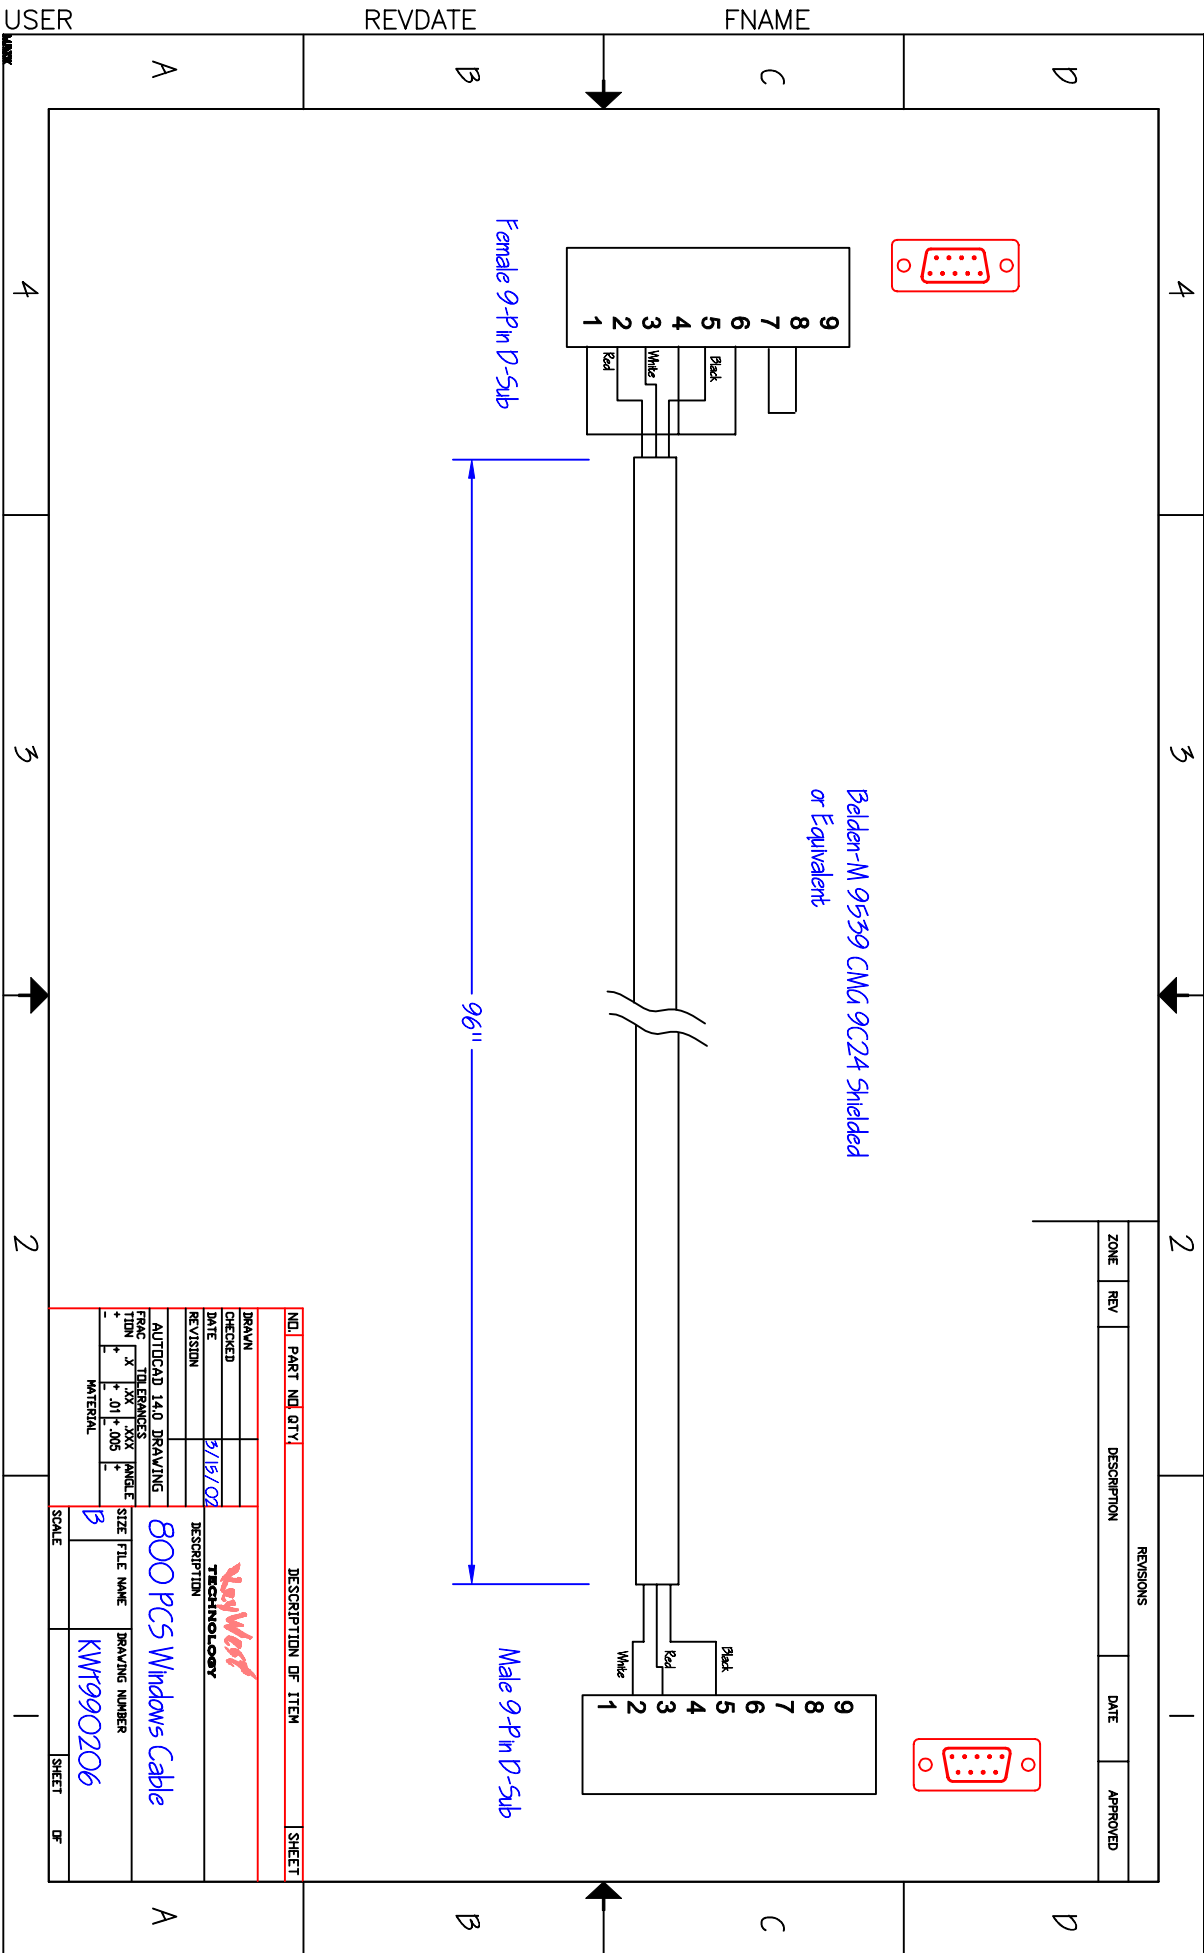 USER
REVDATE
FNAME
A
B
C
D
4
3
2
1
4
3
2
A
B
C
D
REVISIONS
ZONE REV DESCRIPTION DATE APPROVED
Belden-M 9539 CMG 9C24 Shielded
or Equivalent
Female 9-Pin D-Sub
9
8
7
6
5
4
3
2
1
Black
White
Red
96"
Male 9-Pin D-Sub
9
8
7
6
5
4
3
2
1
Black
Red
White
NO. PART NO. QTY. DESCRIPTION OF ITEM SHEET
DRAWN
CHECKED
DATE 3/15/02
REVISION
AUTOCAD 14.0 DRAWING
TOLERANCES
FRAC TION .X .XX .XXX ANGLE
+ - + - + - .01 + - .005 + -
MATERIAL
KeyWest
TECHNOLOGY
DESCRIPTION
800 PCS Windows Cable
SIZE FILE NAME DRAWING NUMBER
B KWT990206
SCALE SHEET OF